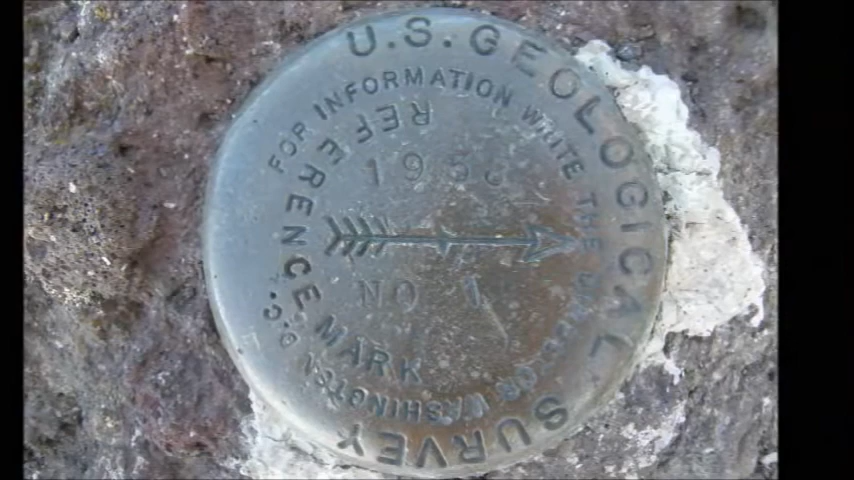 U.S. GEOLOGICAL SURVEY
FOR INFORMATION WRITE THE DIRECTOR WASHINGTON, D.C.
REFERENCE MARK
NO 1